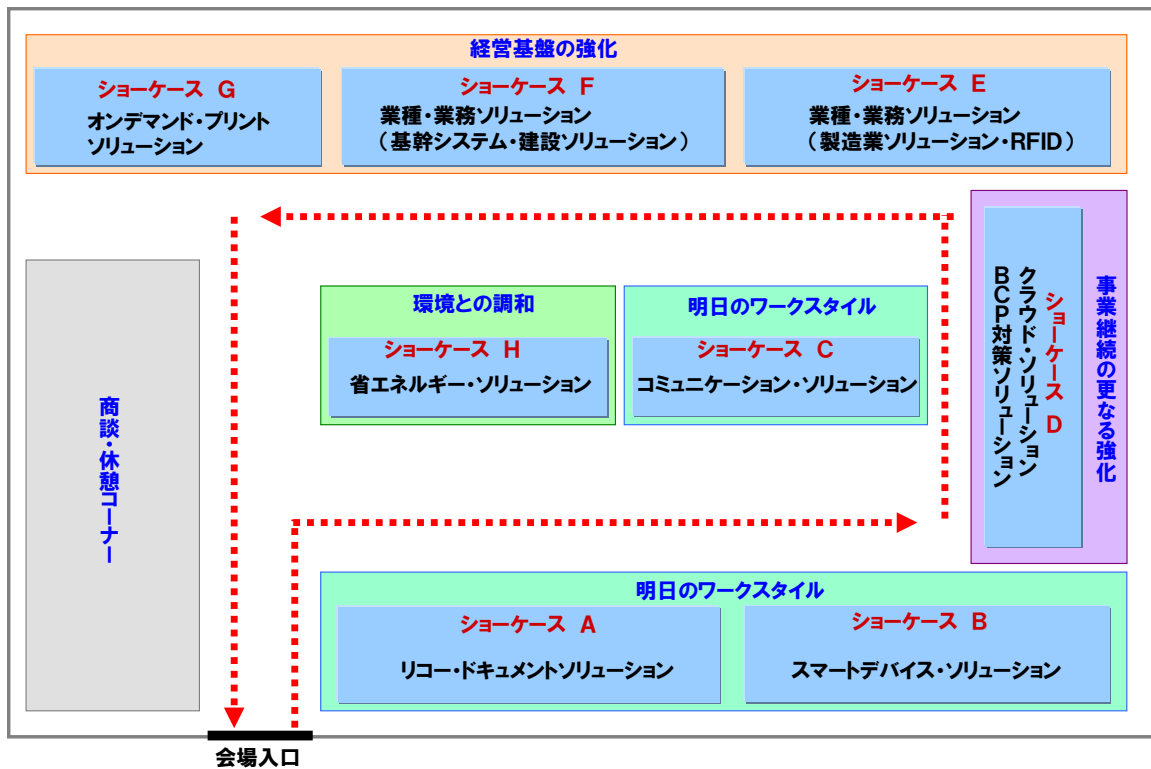 経営基盤の強化
ショーケース G
オンデマンド・プリント
ソリューション
ショーケース F
業種・業務ソリューション
（基幹システム・建設ソリューション）
ショーケース E
業種・業務ソリューション
（製造業ソリューション・RFID）
事業継続の更なる強化
ショーケース D
クラウド・ソリューション
BCP対策ソリューション
環境との調和
ショーケース H
省エネルギー・ソリューション
明日のワークスタイル
ショーケース C
コミュニケーション・ソリューション
商談・休憩コーナー
明日のワークスタイル
ショーケース A
リコー・ドキュメントソリューション
ショーケース B
スマートデバイス・ソリューション
会場入口